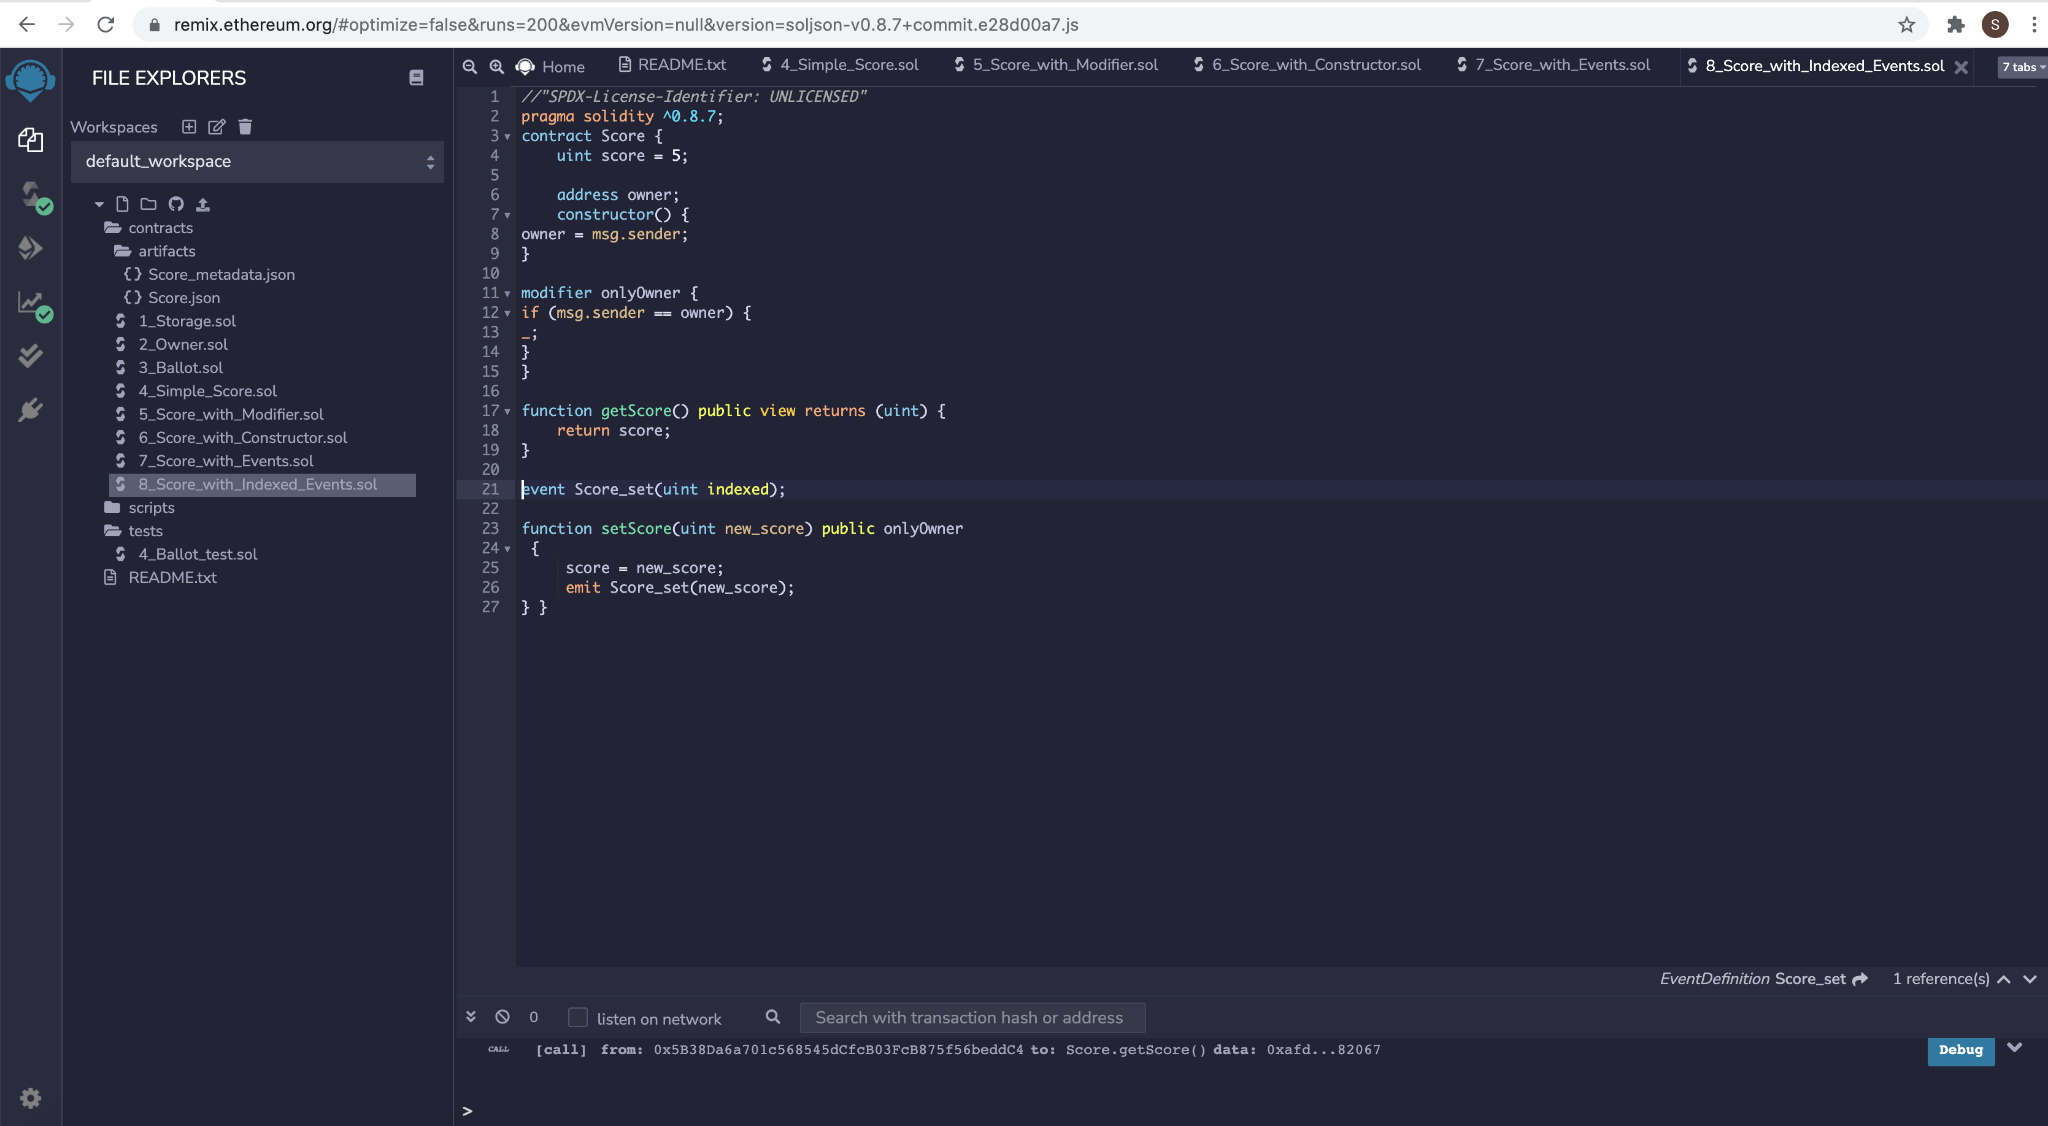 remix.ethereum.org/#optimize=false&runs=200&evmVersion=null&version=soljson-v0.8.7+commit.e28d00a7.js
S
FILE EXPLORERS
Workspaces
default_workspace
contracts
artifacts
{} Score_metadata.json
{} Score.json
1_Storage.sol
2_Owner.sol
3_Ballot.sol
4_Simple_Score.sol
5_Score_with_Modifier.sol
6_Score_with_Constructor.sol
7_Score_with_Events.sol
8_Score_with_Indexed_Events.sol
scripts
tests
4_Ballot_test.sol
README.txt
Home README.txt 4_Simple_Score.sol 5_Score_with_Modifier.sol 6_Score_with_Constructor.sol 7_Score_with_Events.sol 8_Score_with_Indexed_Events.sol 7 tabs
1 //"SPDX-License-Identifier: UNLICENSED"
2 pragma solidity ^0.8.7;
3 contract Score {
4 uint score = 5;
5
6 address owner;
7 constructor() {
8 owner = msg.sender;
9 }
10
11 modifier onlyOwner {
12 if (msg.sender == owner) {
13 _;
14 }
15 }
16
17 function getScore() public view returns (uint) {
18 return score;
19 }
20
21 event Score_set(uint indexed);
22
23 function setScore(uint new_score) public onlyOwner
24 {
25 score = new_score;
26 emit Score_set(new_score);
27 } }
EventDefinition Score_set 1 reference(s)
0 listen on network Search with transaction hash or address
CALL [call] from: 0x5B38Da6a701c568545dCfcB03FcB875f56beddC4 to: Score.getScore() data: 0xafd...82067 Debug
>